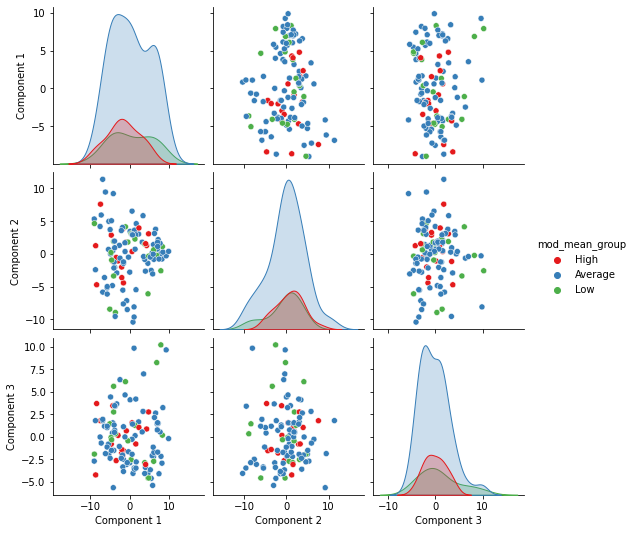 10
5
0
−5
Component 1
10
5
0
−5
−10
Component 2
mod_mean_group
High
Average
Low
10.0
7.5
5.0
2.5
0.0
−2.5
−5.0
Component 3
−10 0 10
−10 0 10
−10 0 10
Component 1 Component 2 Component 3